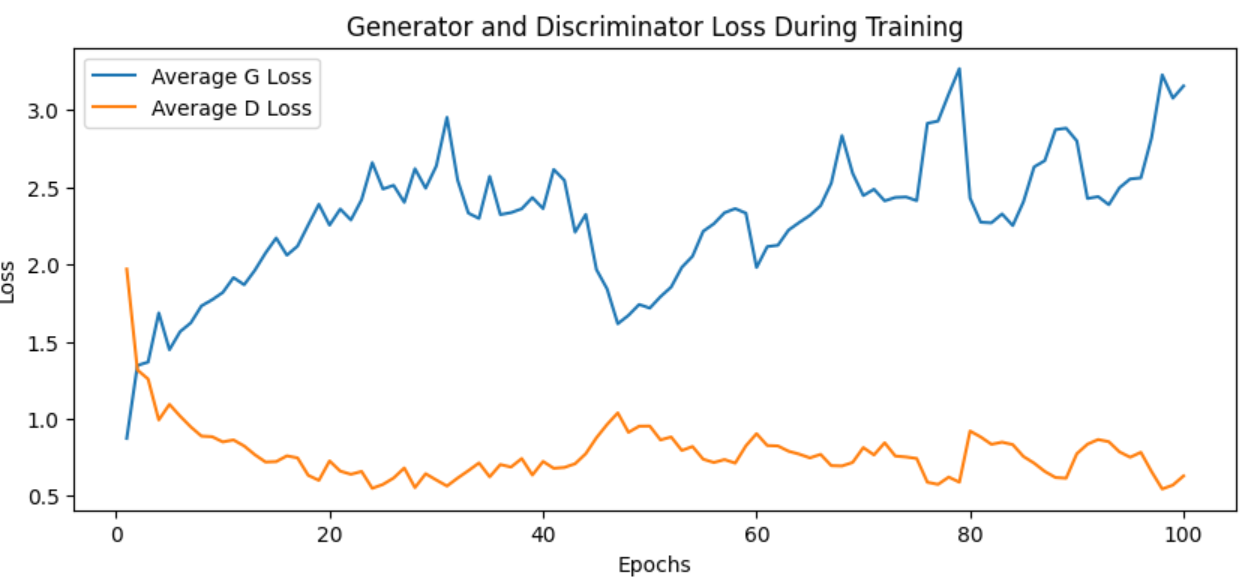 Generator and Discriminator Loss During Training
Average G Loss
Average D Loss
3.0
2.5
2.0
1.5
1.0
0.5
Loss
0 20 40 60 80 100
Epochs